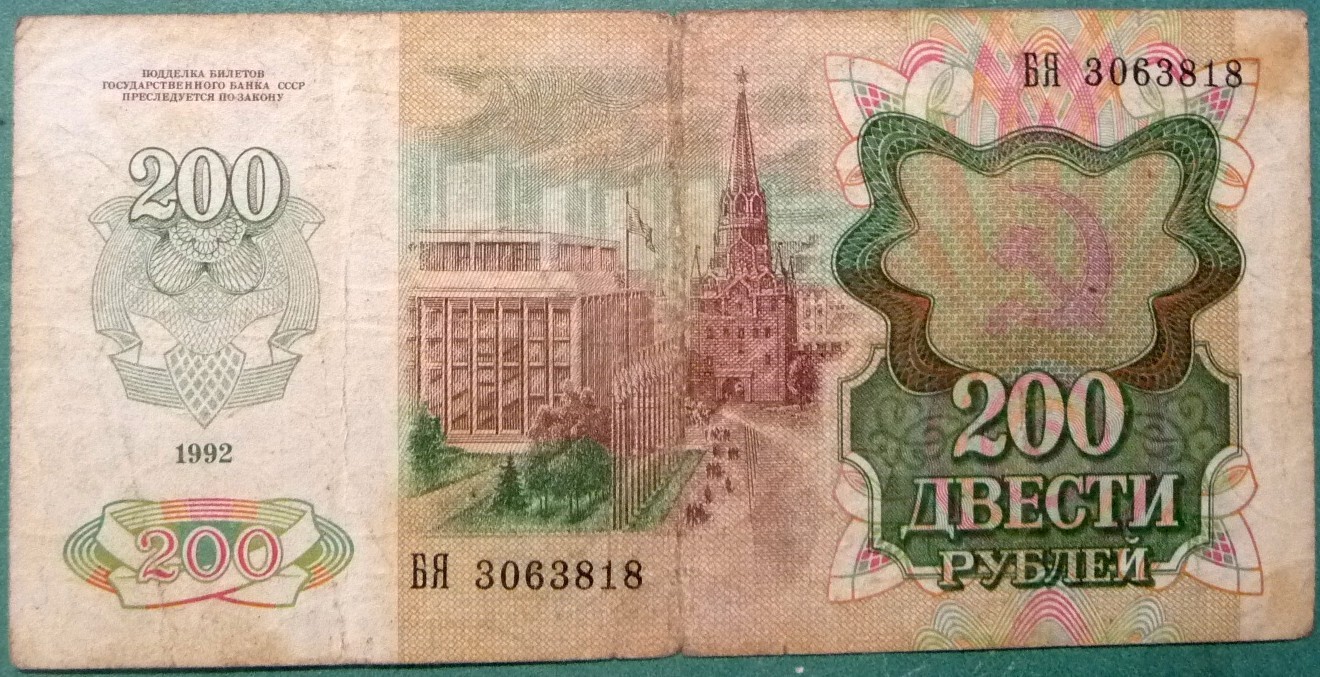 ПОДДЕЛКА БИЛЕТОВ
ГОСУДАРСТВЕННОГО БАНКА СССР
ПРЕСЛЕДУЕТСЯ ПО ЗАКОНУ
200
1992
200
БЯ 3063818
БЯ 3063818
200
ДВЕСТИ
РУБЛЕЙ